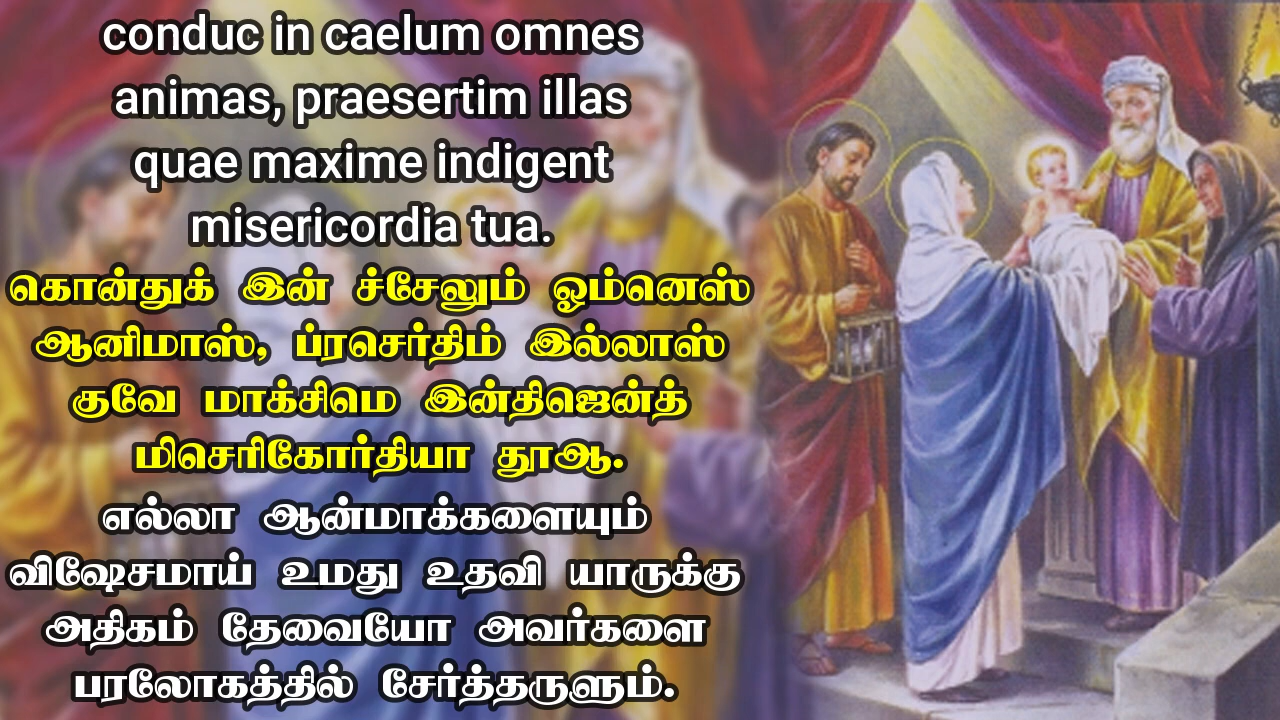 conduc in caelum omnes
animas, praesertim illas
quae maxime indigent
misericordia tua.
கொன்துக் இன் ச்சேலும் ஓம்னெஸ்
ஆனிமாஸ், ப்ரசெர்திம் இல்லாஸ்
குவே மாக்சிமெ இன்திஜென்த்
மிசெரிகோர்தியா தூஆ.
எல்லா ஆன்மாக்களையும்
விஷேசமாய் உமது உதவி யாருக்கு
அதிகம் தேவையோ அவர்களை
பரலோகத்தில் சேர்த்தருளும்.